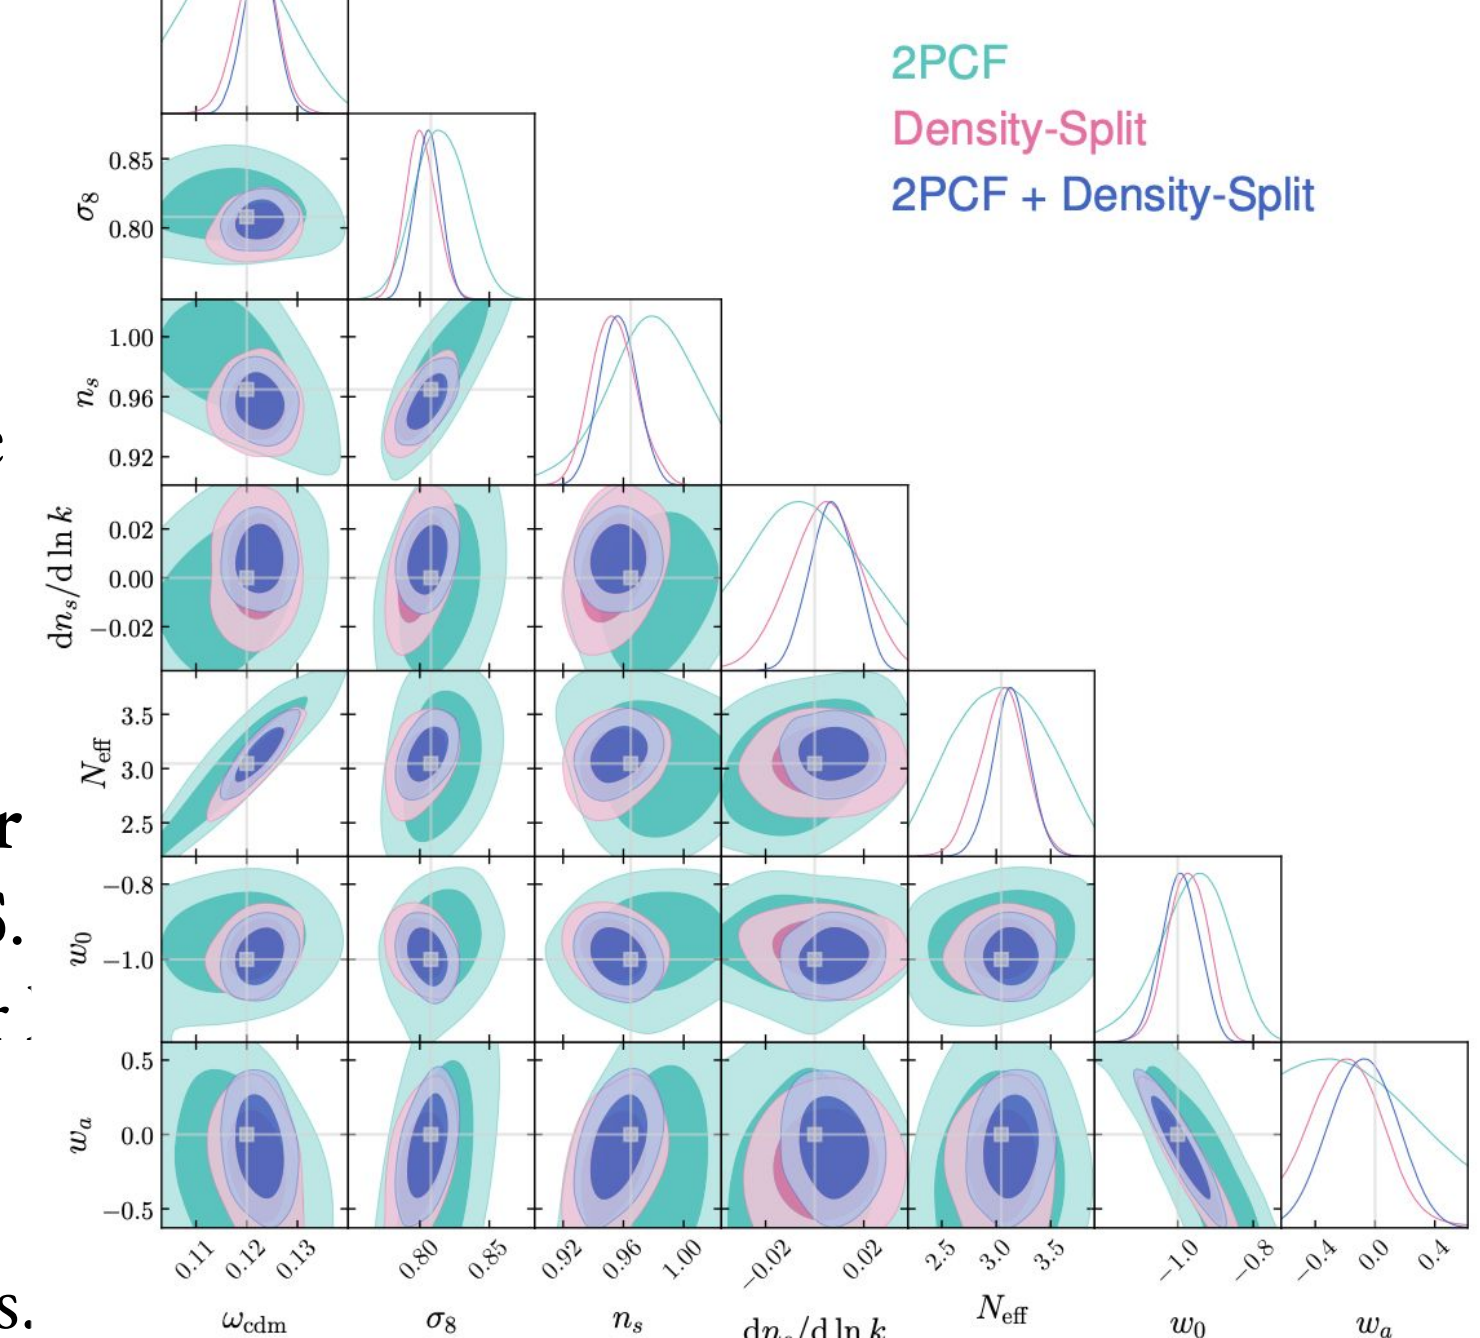 2PCF
Density-Split
2PCF + Density-Split
0.85
0.80
σ8
1.00
0.96
0.92
ns
0.02
0.00
−0.02
dns/d ln k
3.5
3.0
2.5
Neff
−0.8
−1.0
w0
0.5
0.0
−0.5
wa
r
s.
0.11 0.12 0.13 0.80 0.85 0.92 0.96 1.00 −0.02 0.02 2.5 3.0 3.5 −1.0 −0.8 −0.4 0.0 0.4
ωcdm σ8 ns dns/d ln k Neff w0 wa